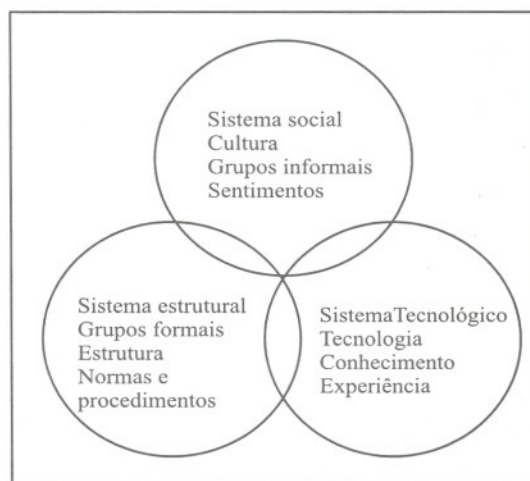 Sistema social
Cultura
Grupos informais
Sentimentos
Sistema estrutural
Grupos formais
Estrutura
Normas e
procedimentos
SistemaTecnológico
Tecnologia
Conhecimento
Experiência